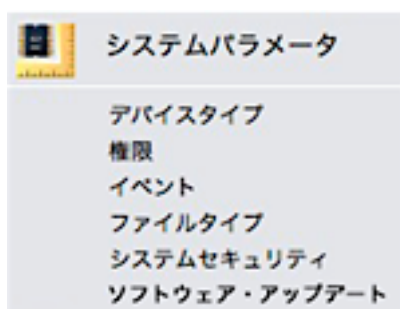 システムパラメータ
デバイスタイプ
権限
イベント
ファイルタイプ
システムセキュリティ
ソフトウェア・アップデート